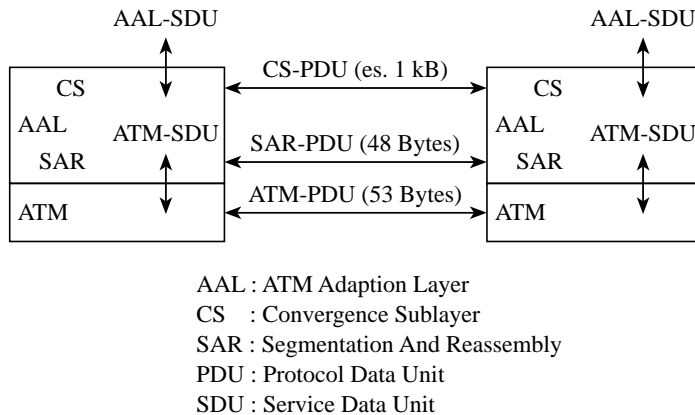 AAL-SDU AAL-SDU
CS CS-PDU (es. 1 kB) CS
AAL ATM-SDU SAR-PDU (48 Bytes) AAL ATM-SDU
SAR SAR
ATM ATM-PDU (53 Bytes) ATM
AAL : ATM Adaption Layer
CS : Convergence Sublayer
SAR : Segmentation And Reassembly
PDU : Protocol Data Unit
SDU : Service Data Unit